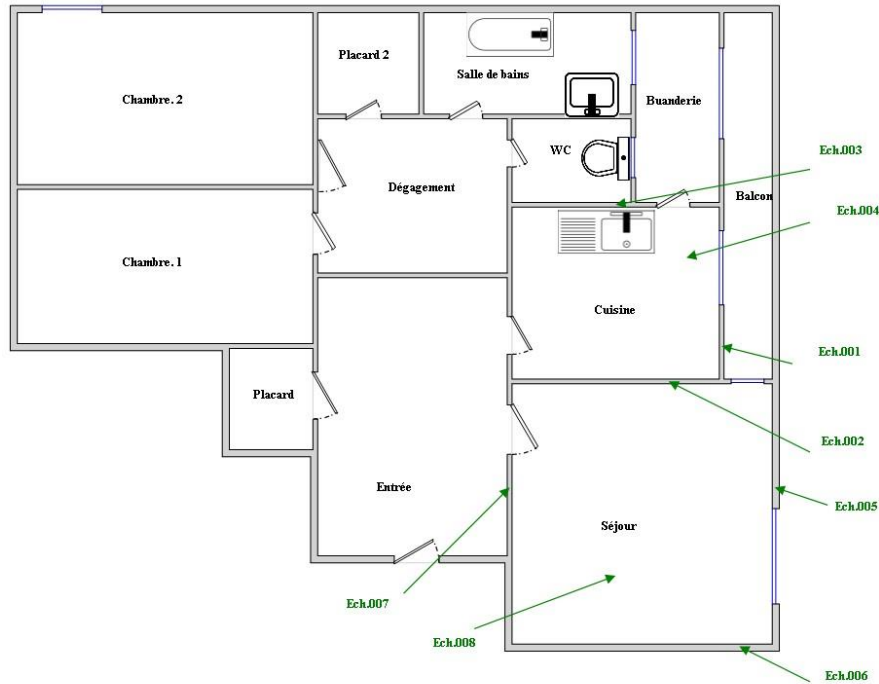 Placard 2
Salle de bains
Chambre. 2
Buanderie
WC
Ech.003
Dégagement
Balcon
Ech.004
Chambre. 1
Cuisine
Ech.001
Placard
Ech.002
Entrée
Ech.005
Séjour
Ech.007
Ech.008
Ech.006